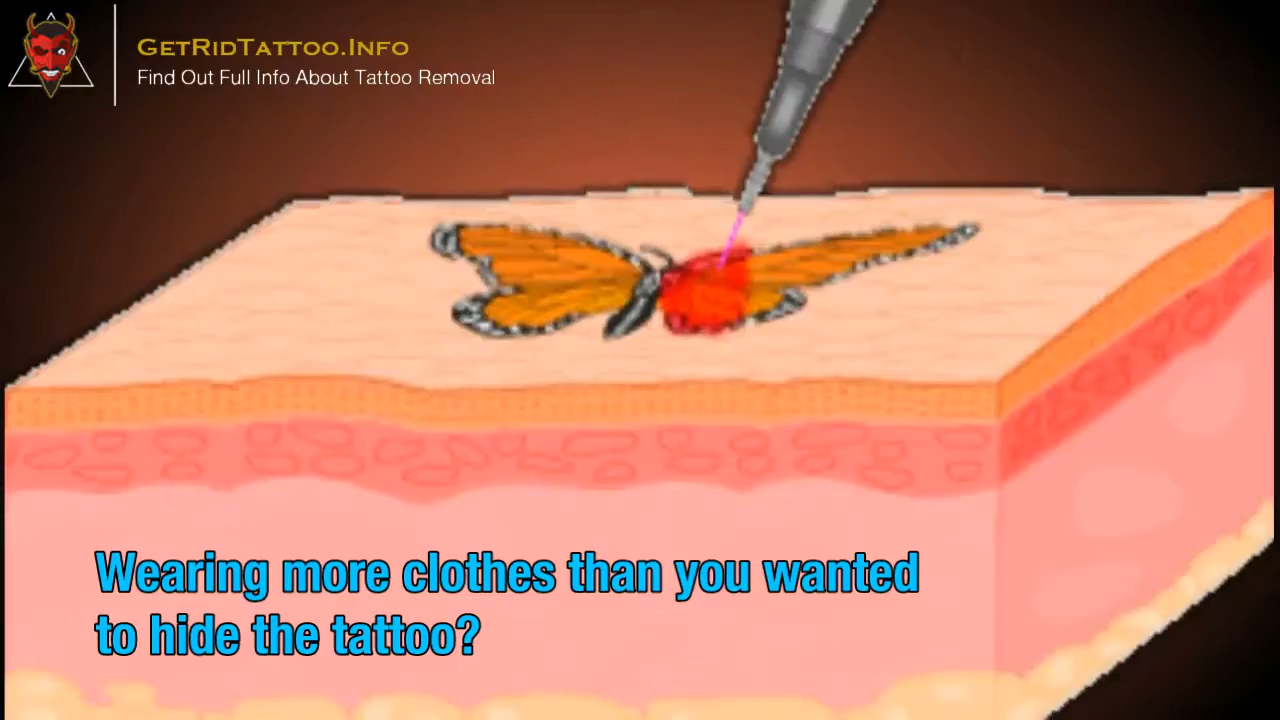 GetRidTattoo.Info
Find Out Full Info About Tattoo Removal
Wearing more clothes than you wanted
to hide the tattoo?